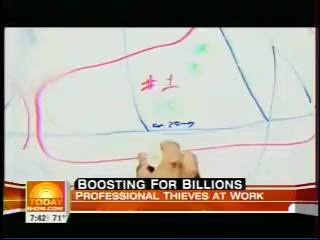 #1
BOOSTING FOR BILLIONS
PROFESSIONAL THIEVES AT WORK
TODAY
SHOW.COM
7:42 71°